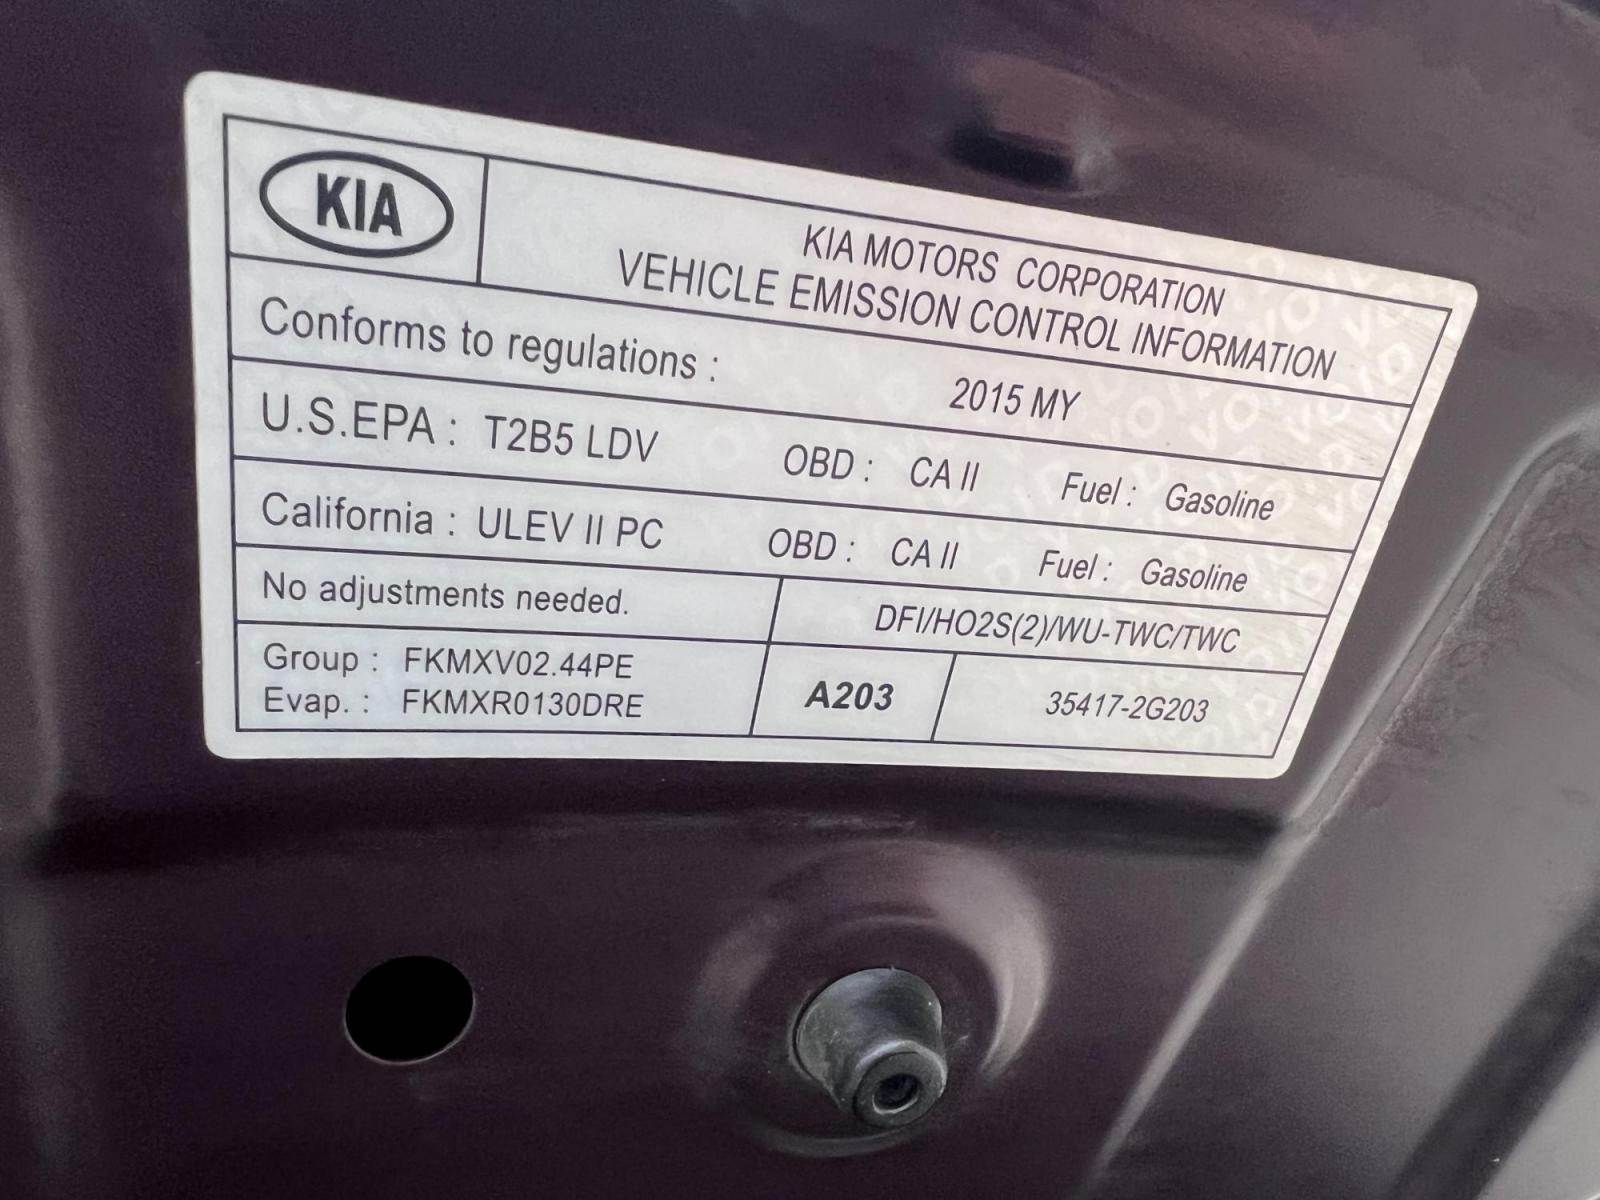 KIA
KIA MOTORS CORPORATION
VEHICLE EMISSION CONTROL INFORMATION
Conforms to regulations : 2015 MY
U.S.EPA : T2B5 LDV OBD : CA II Fuel : Gasoline
California : ULEV II PC OBD : CA II Fuel : Gasoline
No adjustments needed. DFI/HO2S(2)/WU-TWC/TWC
Group : FKMXV02.44PE
Evap. : FKMXR0130DRE
A203 35417-2G203